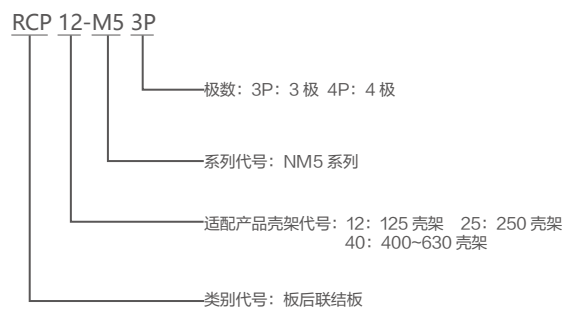 RCP 12-M5 3P
极数：3P：3 极 4P：4 极
系列代号：NM5 系列
适配产品壳架代号：12：125 壳架 25：250 壳架
40：400~630 壳架
类别代号：板后联结板